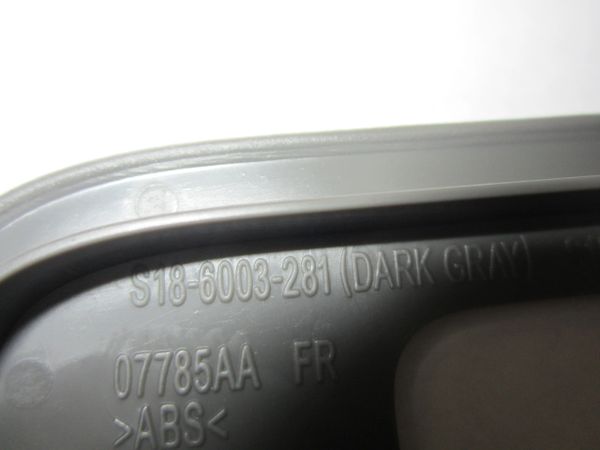 S18-6003-281 (DARK GRAY)
07785AA FR
>ABS<